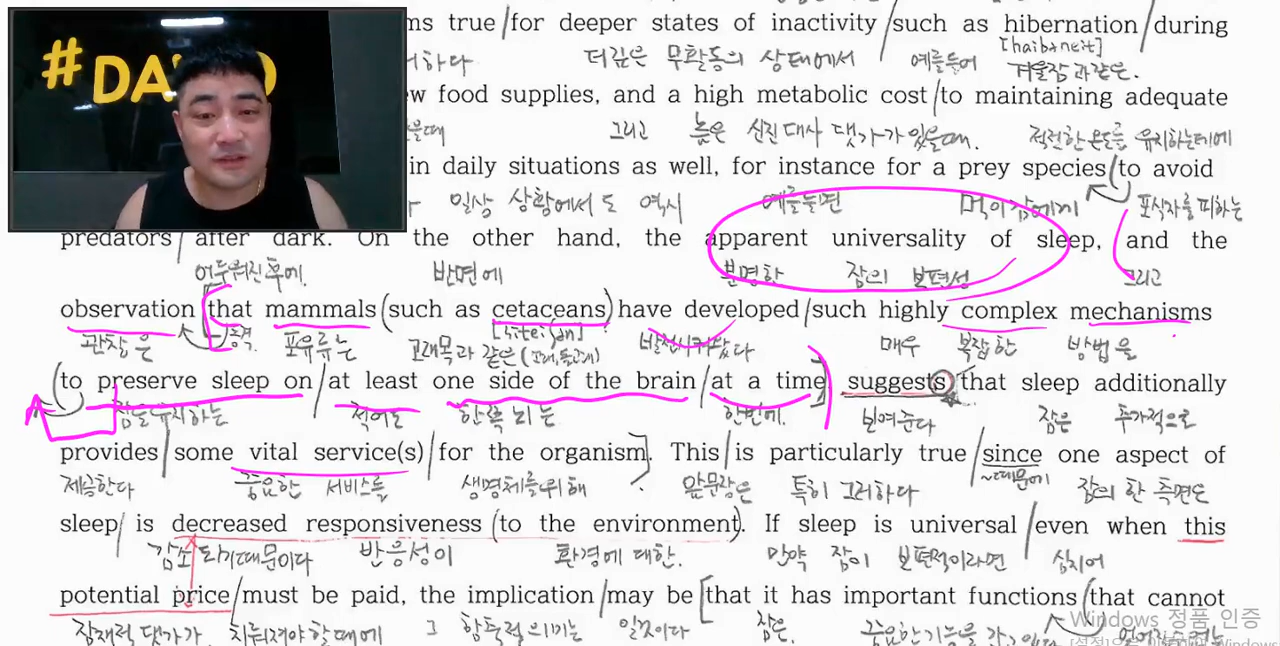 #DA
ms true/for deeper states of inactivity/such as hibernation/during
[haibərneit]
하다 더 깊은 무활동의 상태에서 예를들어 겨울잠과 같은.
ew food supplies, and a high metabolic cost/to maintaining adequate
을때 그리고 높은 신진대사 댓가가 있을때. 적절한 온도를 유지하는데에
in daily situations as well, for instance for a prey species/to avoid
일상 상황에서도 역시 예를들면 먹이감에게 포식자를 피하는
predators/after dark. On the other hand, the apparent universality of sleep, and the
어두워진 후에. 반면에 분명한 잠의 보편성 그리고
observation that mammals (such as cetaceans) have developed/such highly complex mechanisms
관찰은 동격. 포유류는 고래목과 같은 발전시켜왔다 매우 복잡한 방법을
(to preserve sleep on/at least one side of the brain/at a time] suggests that sleep additionally
잠을 유지하는 적어도 한쪽 뇌는 한번에. 보여준다 잠은 추가적으로
provides/some vital service(s)/for the organism]. This/is particularly true/since one aspect of
제공한다 중요한 서비스를 생명체를 위해 앞문장은 특히 그러하다 ~때문에 잠의 한 측면은
sleep/is decreased responsiveness (to the environment). If sleep is universal/even when this
감소되기때문이다 반응성이 환경에 대한. 만약 잠이 보편적이라면 심지어
potential price/must be paid, the implication/may be [that it has important functions (that cannot
잠재적 댓가가 치뤄져야 할때에 그 함축적 의미는 일것이다 잠은.
Windows 정품 인증